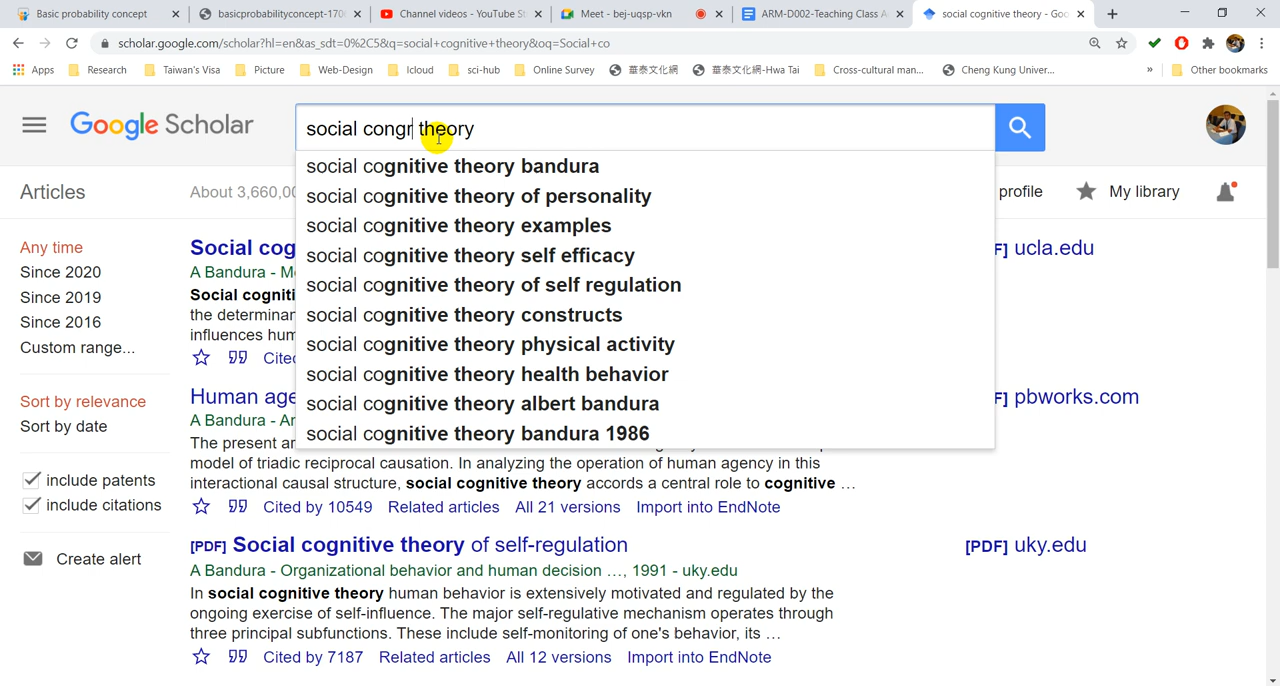 Basic probability concept
basicprobabilityconcept-170
Channel videos - YouTube St
Meet - bej-uqsp-vkn
ARM-D002-Teaching Class A
social cognitive theory - Goo
scholar.google.com/scholar?hl=en&as_sdt=0%2C5&q=social+cognitive+theory&oq=Social+co
Apps
Research
Taiwan's Visa
Picture
Web-Design
Icloud
sci-hub
Online Survey
華泰文化網
華泰文化網-Hwa Tai
Cross-cultural man...
Cheng Kung Univer...
»
Other bookmarks
Google Scholar
social congr theory
social cognitive theory bandura
social cognitive theory of personality
social cognitive theory examples
social cognitive theory self efficacy
social cognitive theory of self regulation
social cognitive theory constructs
social cognitive theory physical activity
social cognitive theory health behavior
social cognitive theory albert bandura
social cognitive theory bandura 1986
Articles
About 3,660,00
profile
My library
Any time
Since 2020
Since 2019
Since 2016
Custom range...
Sort by relevance
Sort by date
include patents
include citations
Create alert
Social cog
F] ucla.edu
A Bandura - M
Social cogniti
the determinan
influences hum
Cited
Human age
F] pbworks.com
A Bandura - An
The present ar
model of triadic reciprocal causation. In analyzing the operation of human agency in this
interactional causal structure, social cognitive theory accords a central role to cognitive ...
Cited by 10549 Related articles All 21 versions Import into EndNote
[PDF] Social cognitive theory of self-regulation
[PDF] uky.edu
A Bandura - Organizational behavior and human decision ..., 1991 - uky.edu
In social cognitive theory human behavior is extensively motivated and regulated by the
ongoing exercise of self-influence. The major self-regulative mechanism operates through
three principal subfunctions. These include self-monitoring of one's behavior, its ...
Cited by 7187 Related articles All 12 versions Import into EndNote